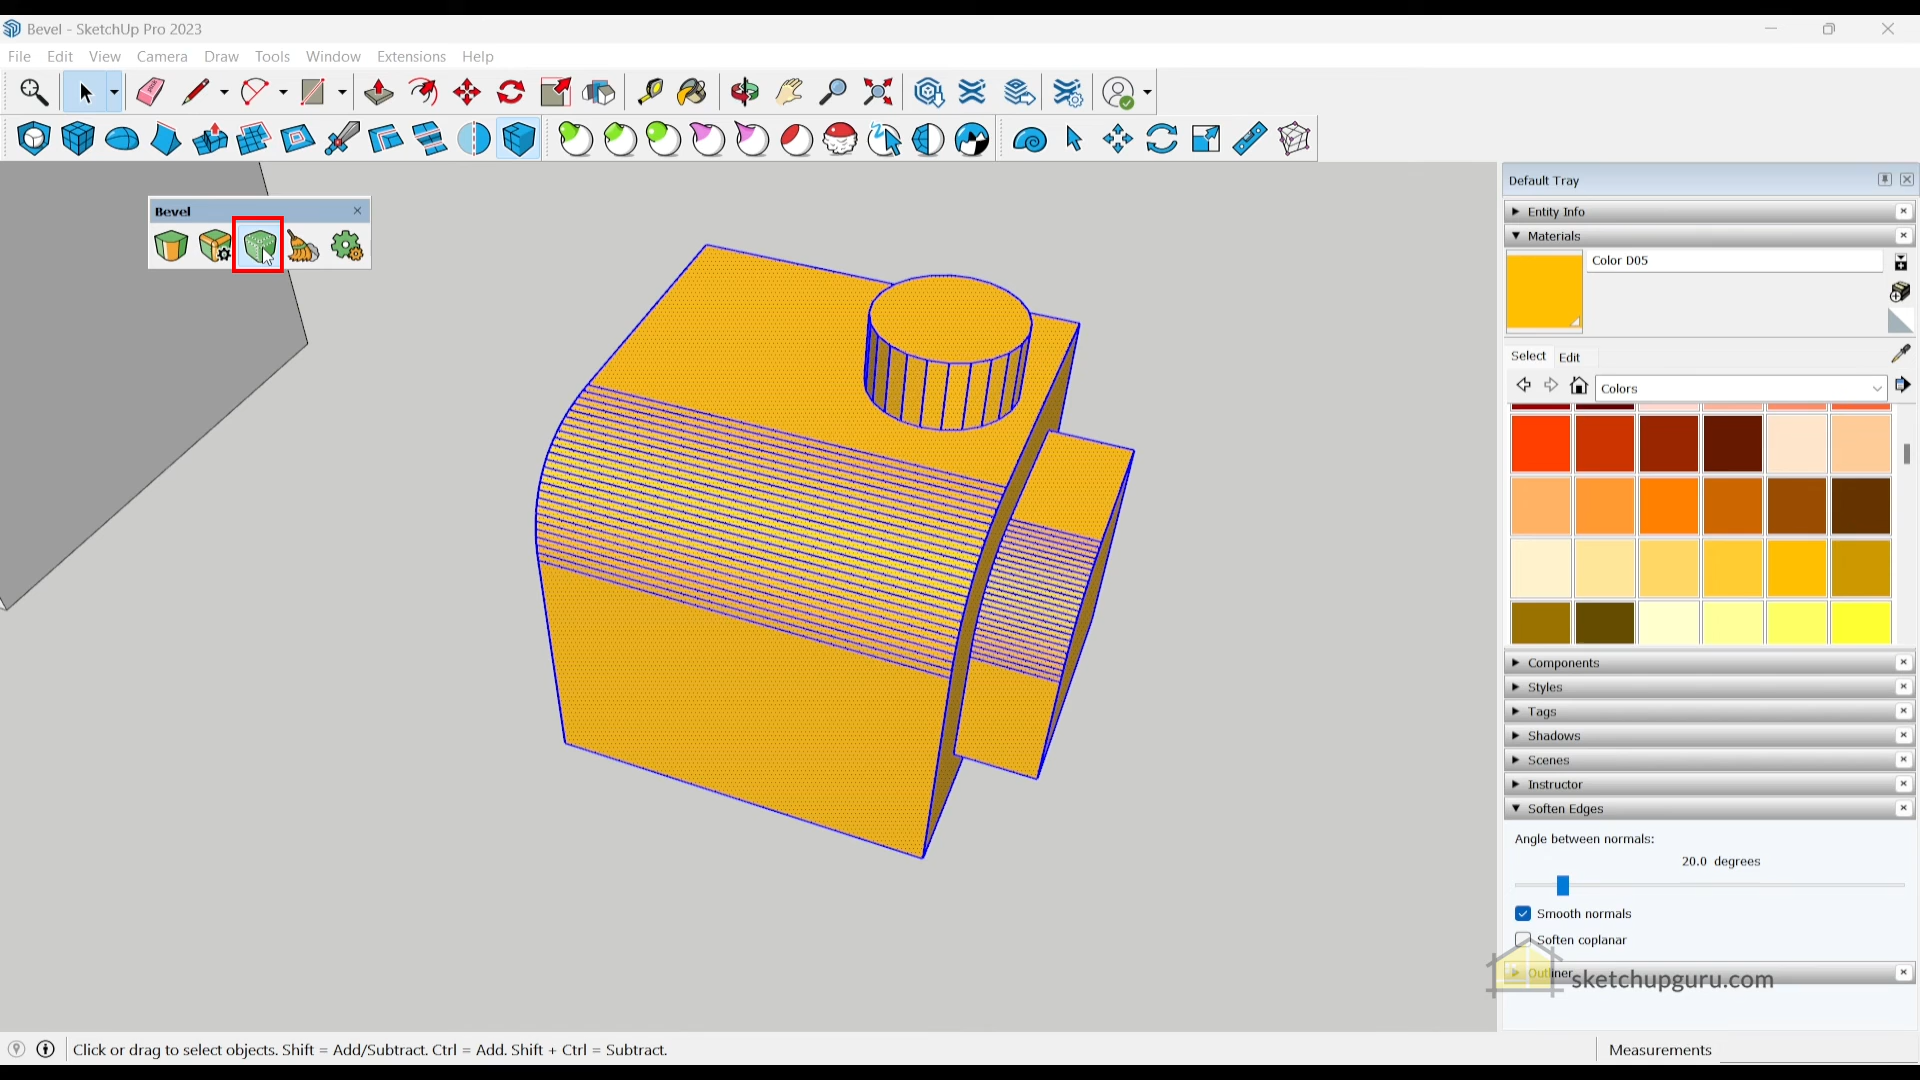 Bevel - SketchUp Pro 2023
File Edit View Camera Draw Tools Window Extensions Help
Bevel
Default Tray
Entity Info
Materials
Color D05
Select Edit
Colors
Components
Styles
Tags
Shadows
Scenes
Instructor
Soften Edges
Angle between normals:
20.0 degrees
Smooth normals
Soften coplanar
Outliner
sketchupguru.com
Click or drag to select objects. Shift = Add/Subtract. Ctrl = Add. Shift + Ctrl = Subtract.
Measurements